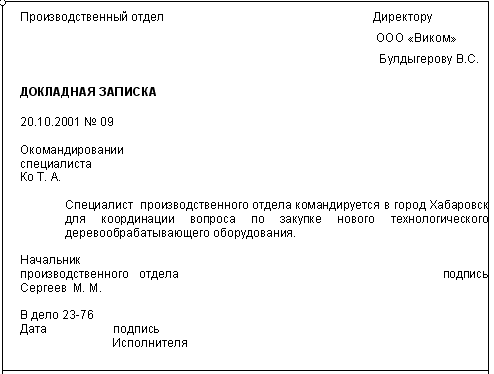 Производственный отдел Директору
ООО «Виком»
Булдыгерову В.С.
ДОКЛАДНАЯ ЗАПИСКА
20.10.2001 № 09
Окомандировании
специалиста
Ко Т. А.
Специалист производственного отдела командируется в город Хабаровск
для координации вопроса по закупке нового технологического
деревообрабатывающего оборудования.
Начальник
производственного отдела подпись
Сергеев М. М.
В дело 23-76
Дата подпись
Исполнителя